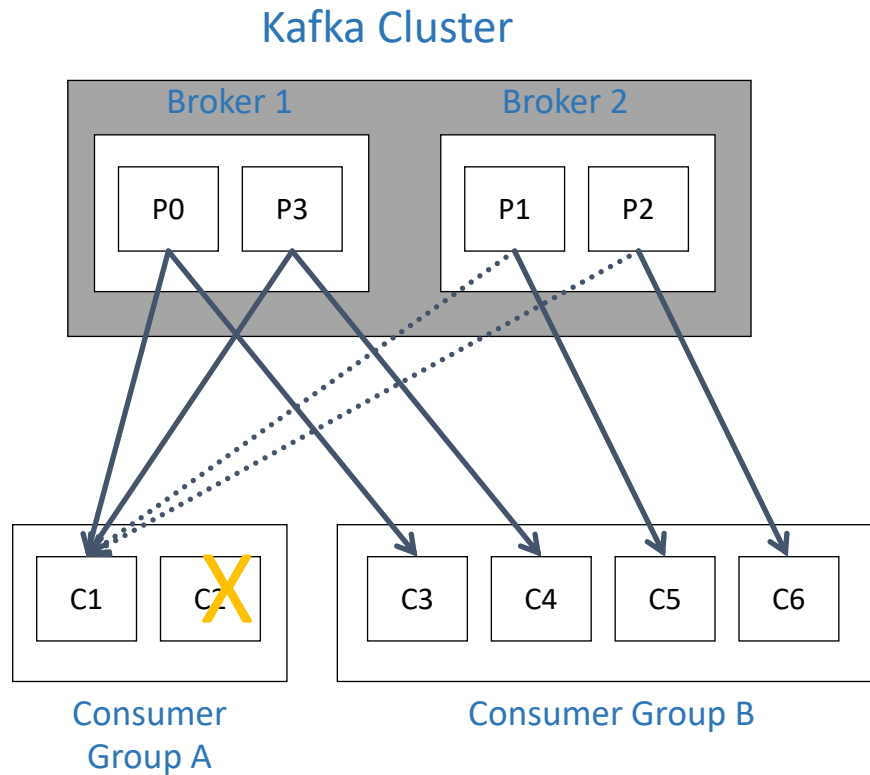 Kafka Cluster
Broker 1
Broker 2
P0
P3
P1
P2
C1
C2
X
C3
C4
C5
C6
Consumer
Group A
Consumer Group B